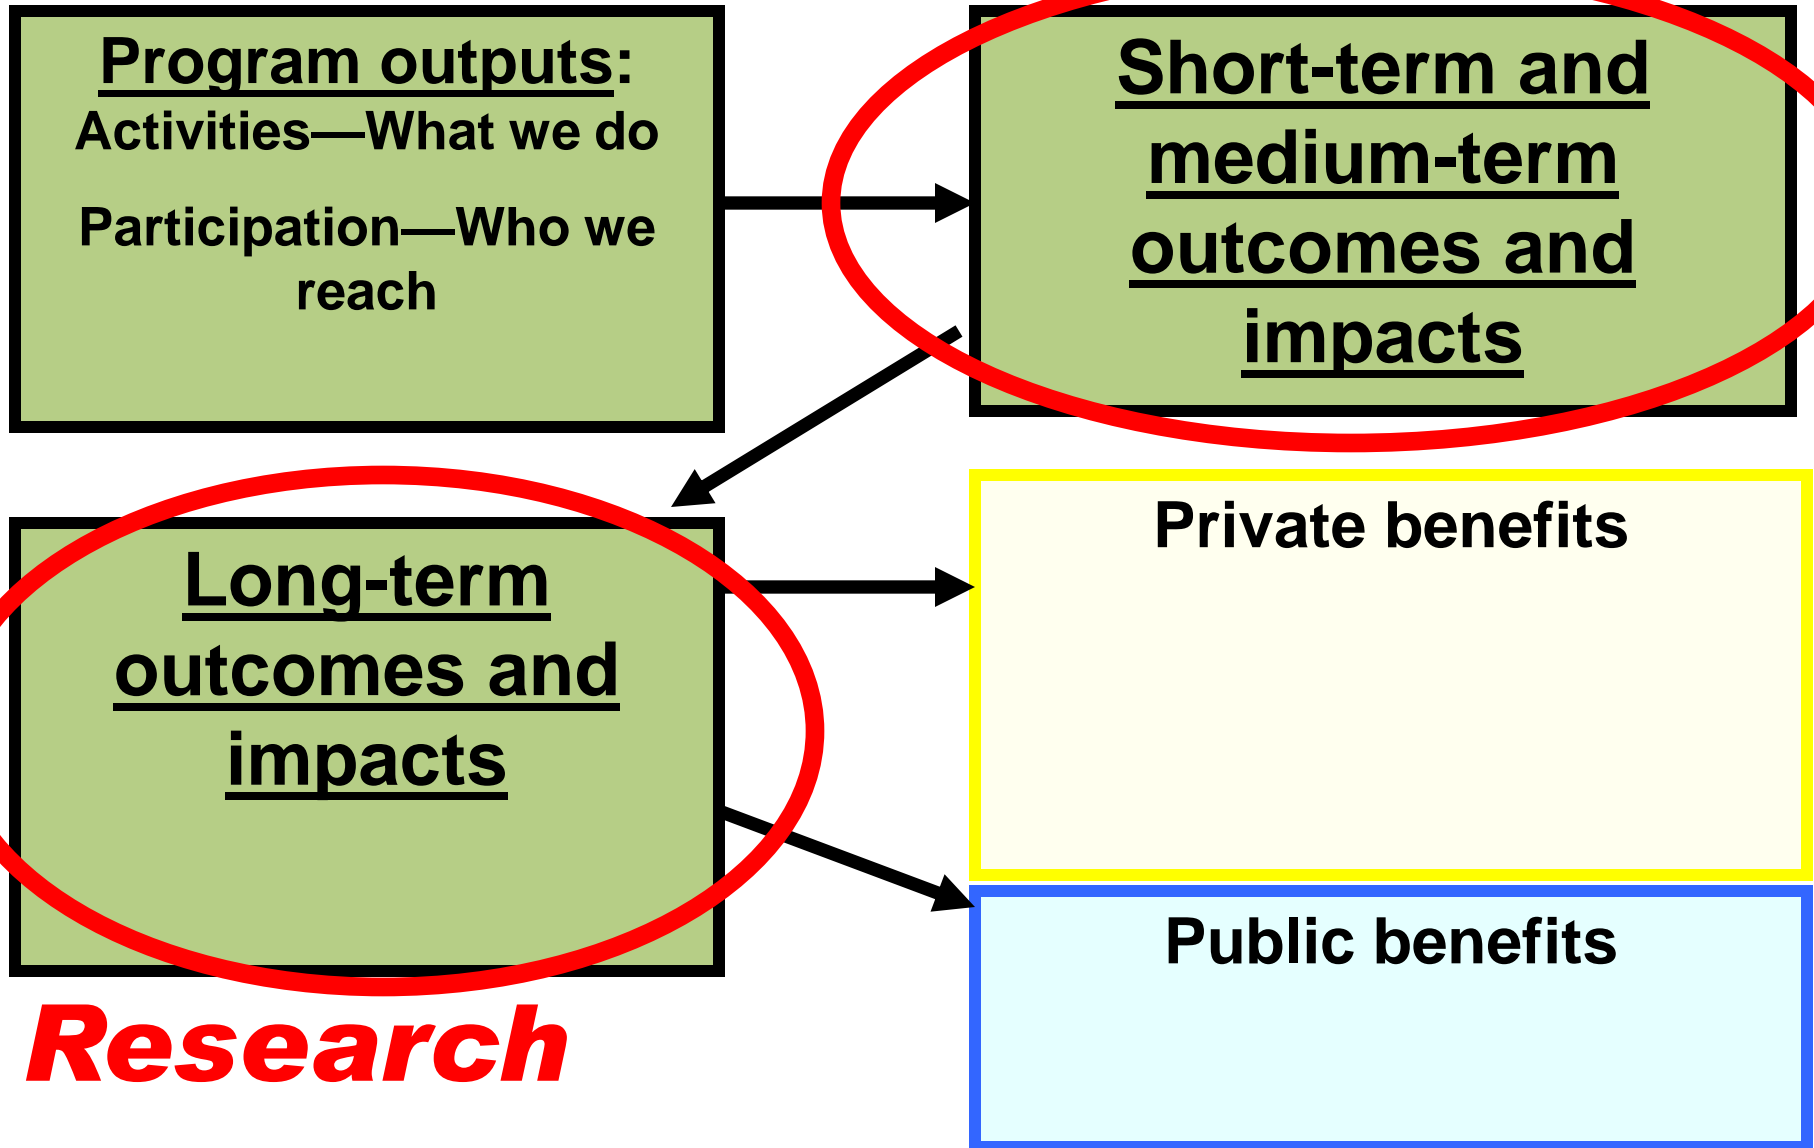 Program outputs:
Activities—What we do
Participation—Who we
reach
Short-term and
medium-term
outcomes and
impacts
Long-term
outcomes and
impacts
Private benefits
Public benefits
Research